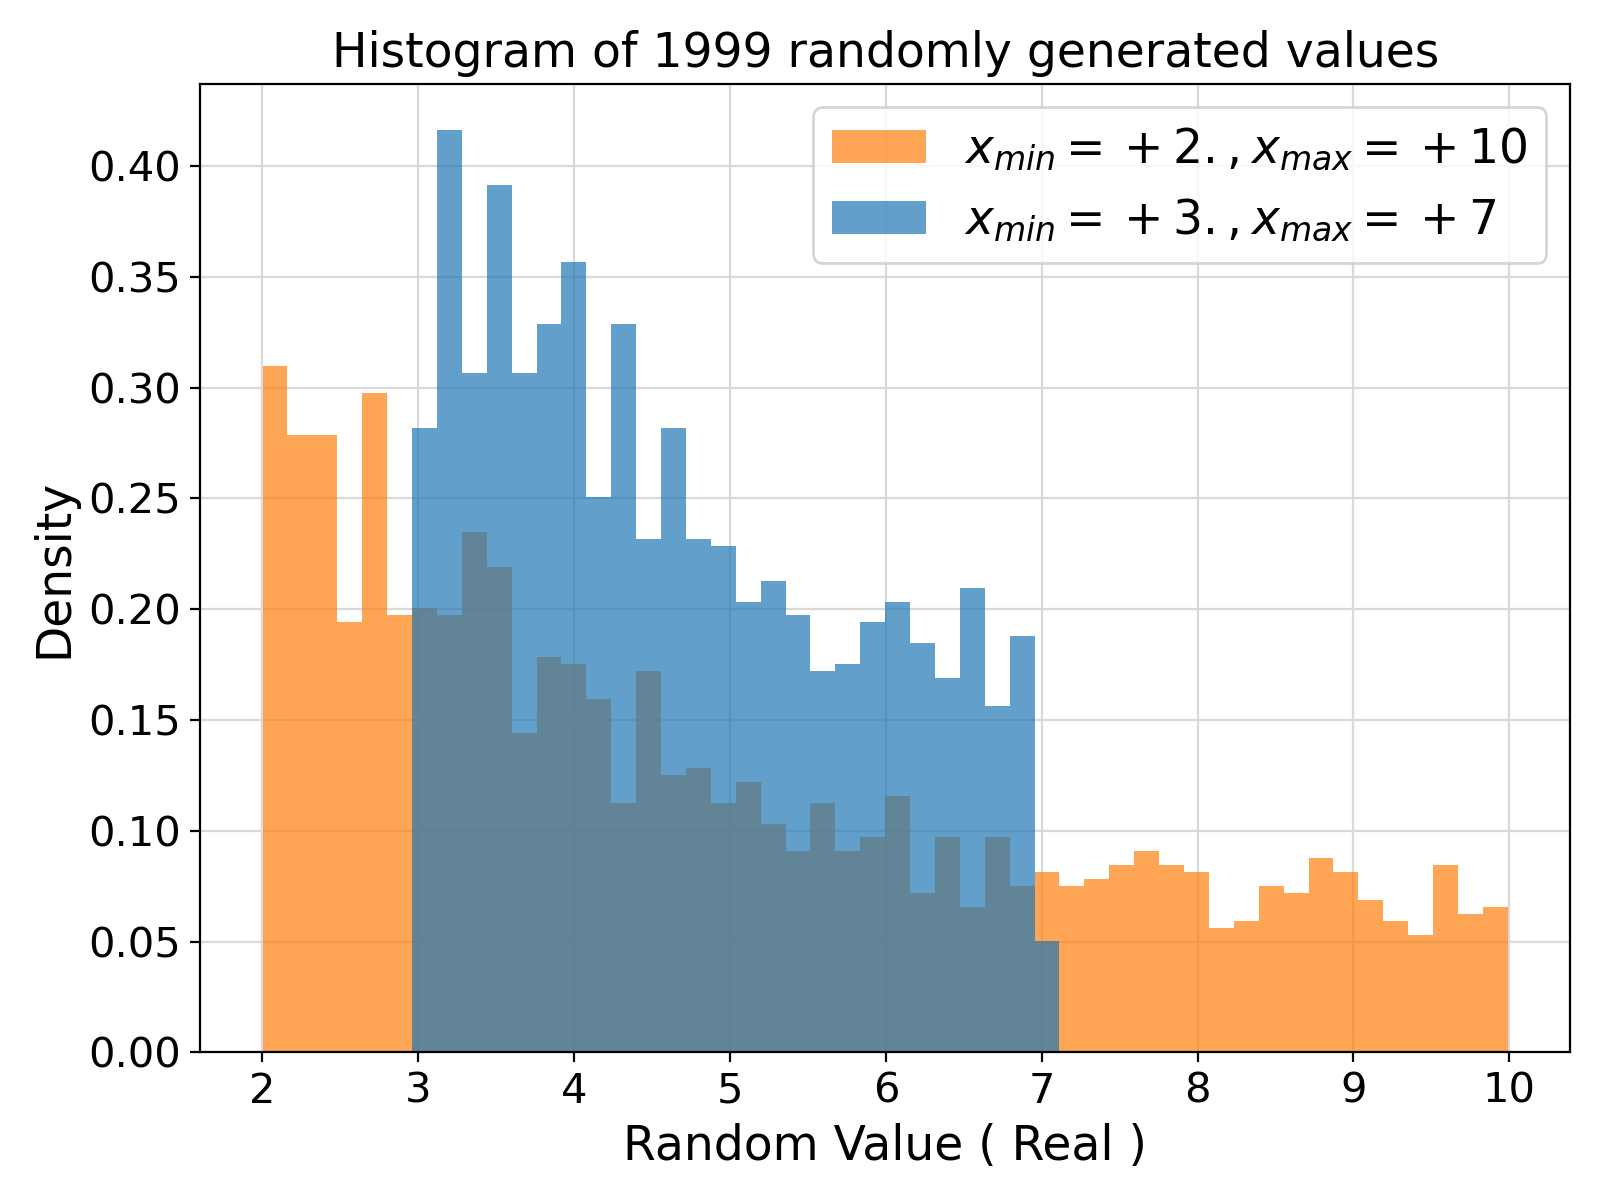 Histogram of 1999 randomly generated values
x_min = +2., x_max = +10
x_min = +3., x_max = +7
0.40
0.35
0.30
0.25
0.20
0.15
0.10
0.05
0.00
Density
2 3 4 5 6 7 8 9 10
Random Value ( Real )